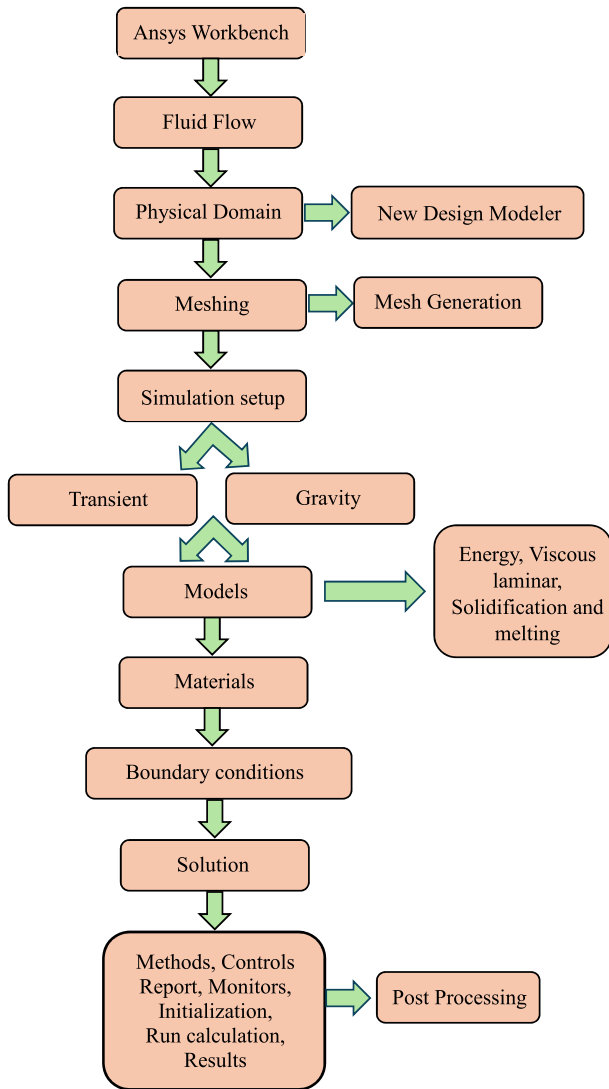 Ansys Workbench
Fluid Flow
Physical Domain
New Design Modeler
Meshing
Mesh Generation
Simulation setup
Transient
Gravity
Energy, Viscous
laminar,
Solidification and
melting
Models
Materials
Boundary conditions
Solution
Methods, Controls
Report, Monitors,
Initialization,
Run calculation,
Results
Post Processing